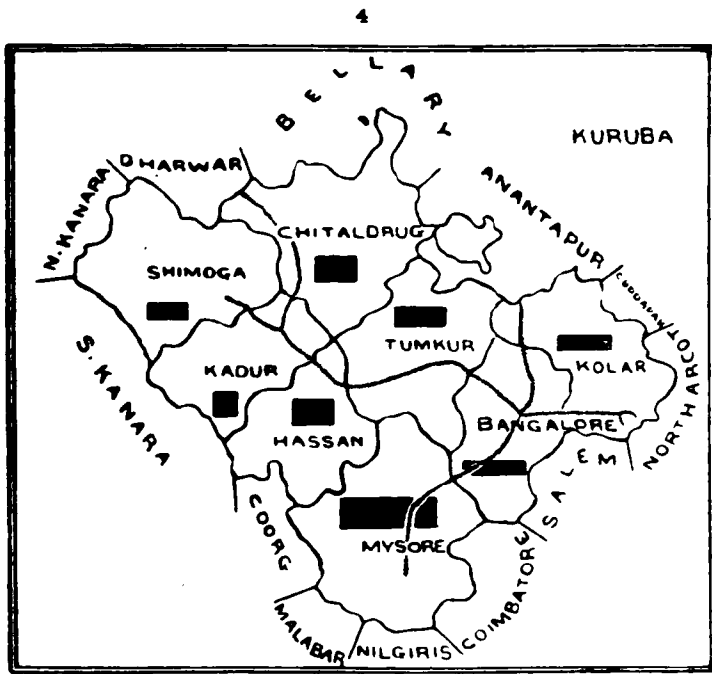 4
BELLARY
KURUBA
DHARWAR
N. KANARA
ANANTAPUR
CHITALDRUG
SHIMOGA
CUDDAPAH
TUMKUR
NORTH ARCOT
KOLAR
S. KANARA
KADUR
BANGALORE
HASSAN
SALEM
COORG
MYSORE
COIMBATORE
MALABAR
NILGIRIS